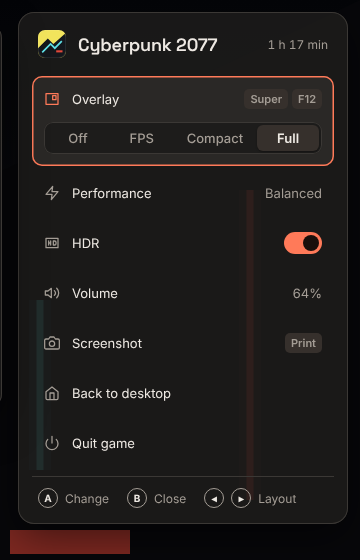 Cyberpunk 2077 1 h 17 min
Overlay Super F12
Off FPS Compact Full
Performance Balanced
HDR
Volume 64%
Screenshot Print
Back to desktop
Quit game
A Change B Close ◂ ▸ Layout